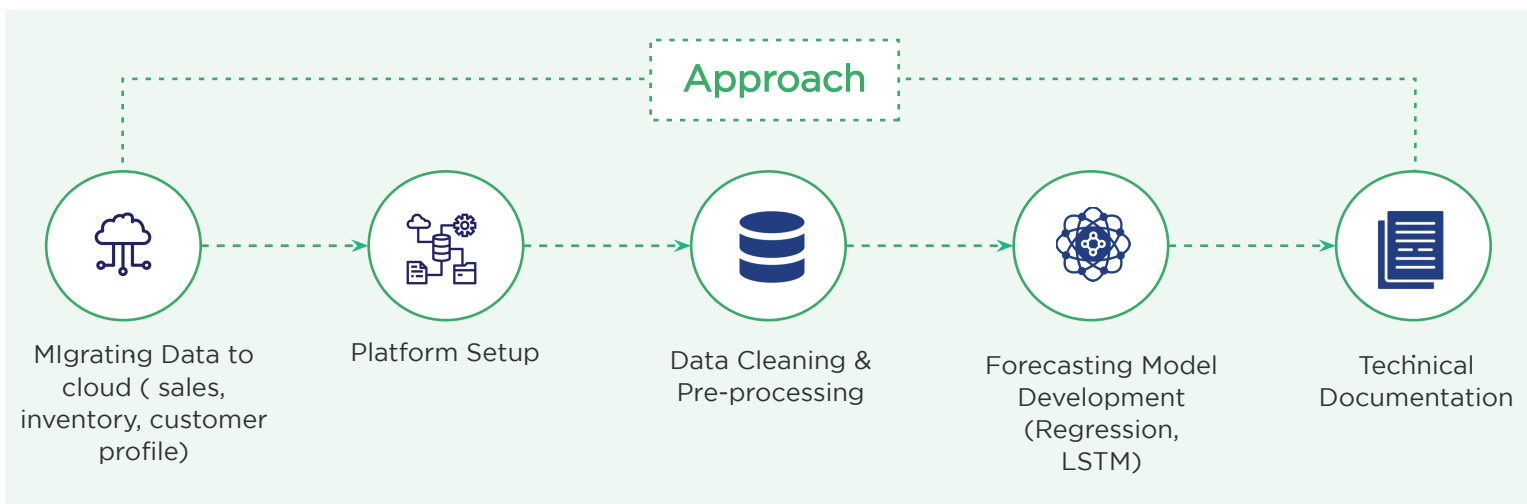 Approach
MIgrating Data to
cloud ( sales,
inventory, customer
profile)
Platform Setup
Data Cleaning &
Pre-processing
Forecasting Model
Development
(Regression,
LSTM)
Technical
Documentation